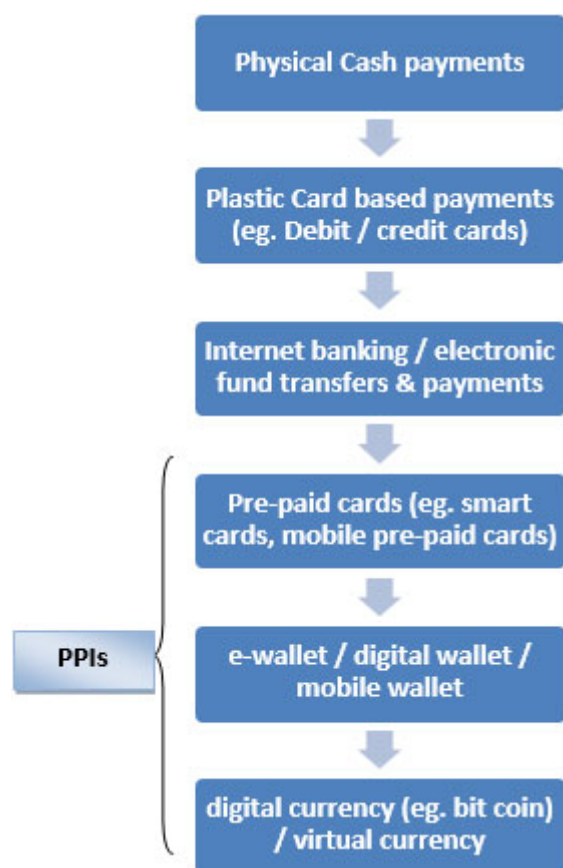 Physical Cash payments
Plastic Card based payments
(eg. Debit / credit cards)
Internet banking / electronic
fund transfers & payments
Pre-paid cards (eg. smart
cards, mobile pre-paid cards)
PPIs
e-wallet / digital wallet /
mobile wallet
digital currency (eg. bit coin)
/ virtual currency